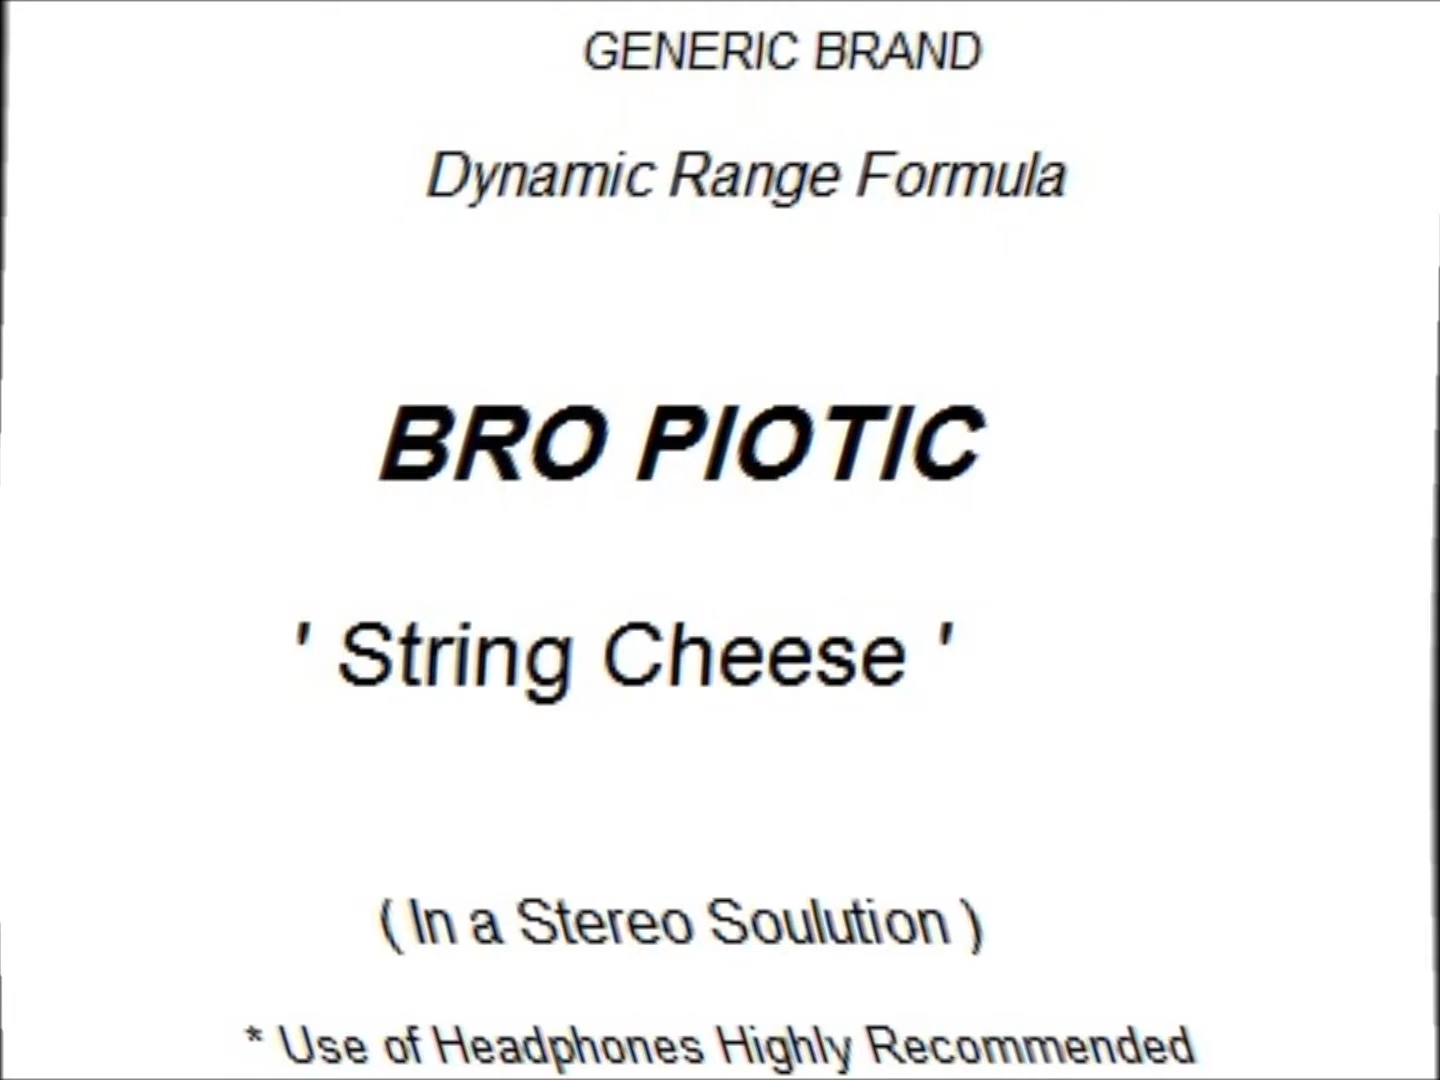 GENERIC BRAND
Dynamic Range Formula
BRO PIOTIC
' String Cheese '
( In a Stereo Soulution )
* Use of Headphones Highly Recommended